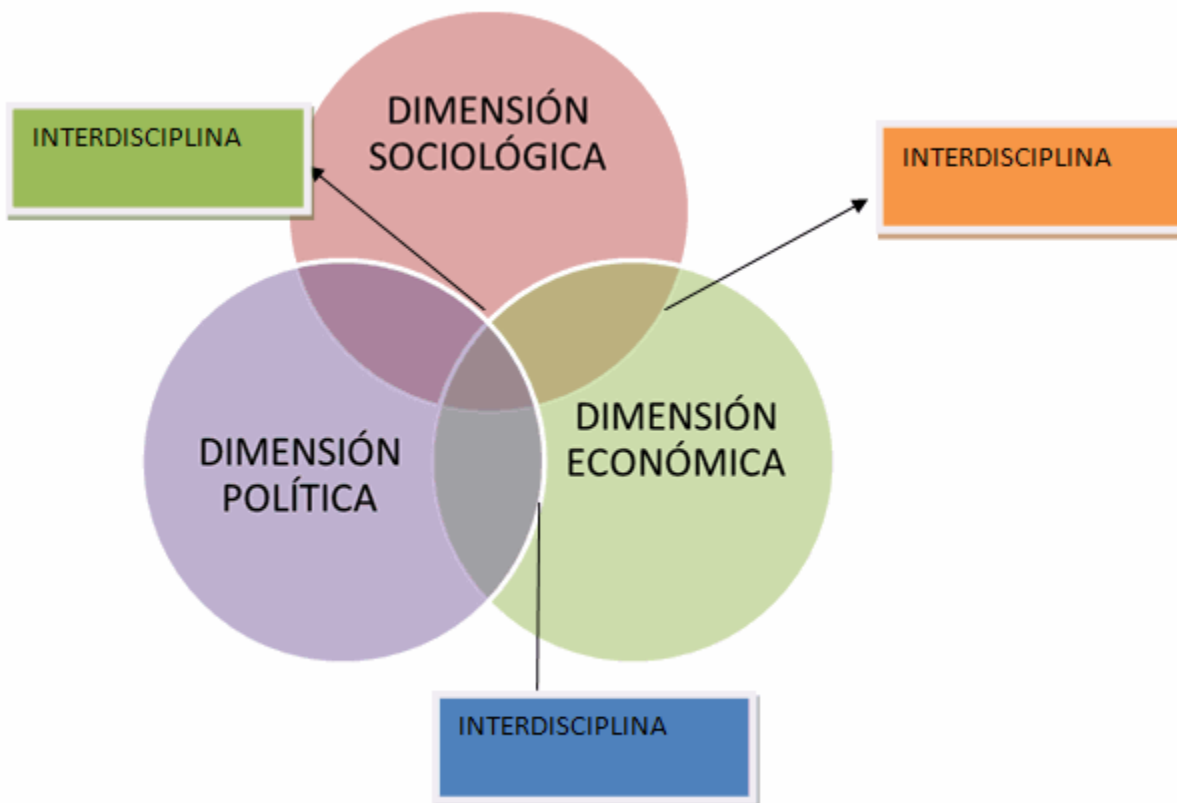 DIMENSIÓN
SOCIOLÓGICA
INTERDISCIPLINA
INTERDISCIPLINA
DIMENSIÓN
POLÍTICA
DIMENSIÓN
ECONÓMICA
INTERDISCIPLINA